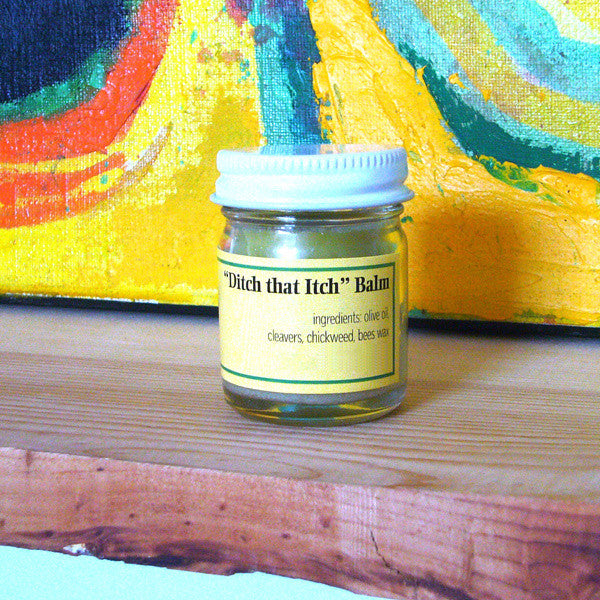 “Ditch that Itch” Balm
ingredients: olive oil,
cleavers, chickweed, bees wax